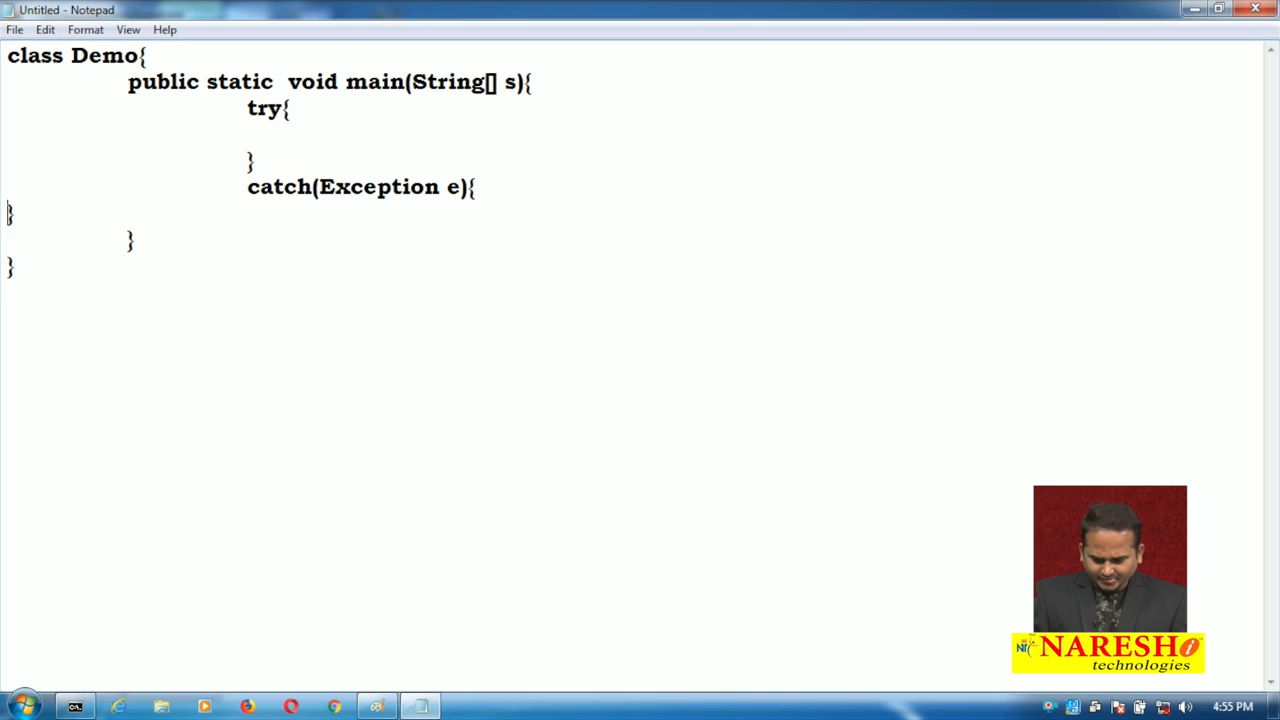 Untitled - Notepad
File Edit Format View Help
class Demo{
public static  void main(String[] s){
try{
}
catch(Exception e){
}
}
}
NARESH i
technologies
4:55 PM